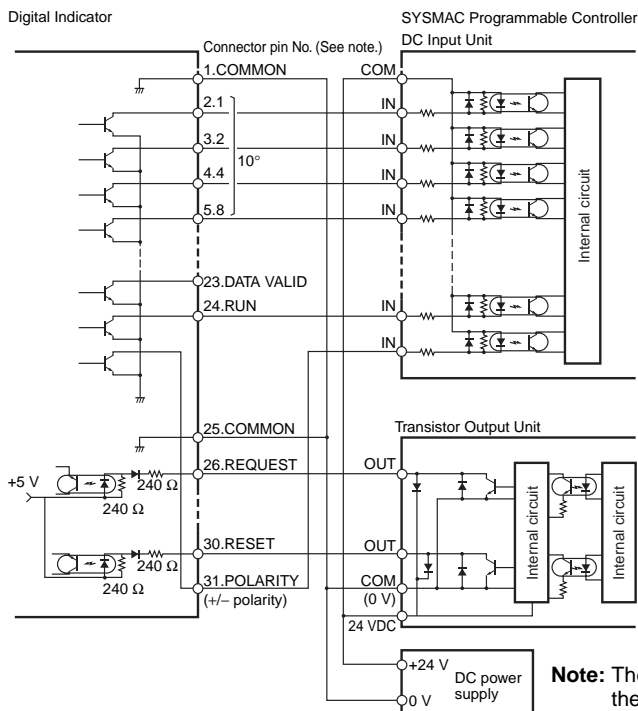 Digital Indicator
SYSMAC Programmable Controller
DC Input Unit
Connector pin No. (See note.)
1.COMMON
COM
2.1
IN
3.2
IN
10°
4.4
IN
5.8
IN
Internal circuit
23.DATA VALID
24.RUN
IN
IN
25.COMMON
Transistor Output Unit
26.REQUEST
OUT
+5 V
240 Ω
240 Ω
Internal circuit
Internal circuit
30.RESET
OUT
240 Ω
240 Ω
31.POLARITY
(+/− polarity)
COM
(0 V)
24 VDC
+24 V
DC power
supply
0 V
Note: The
the